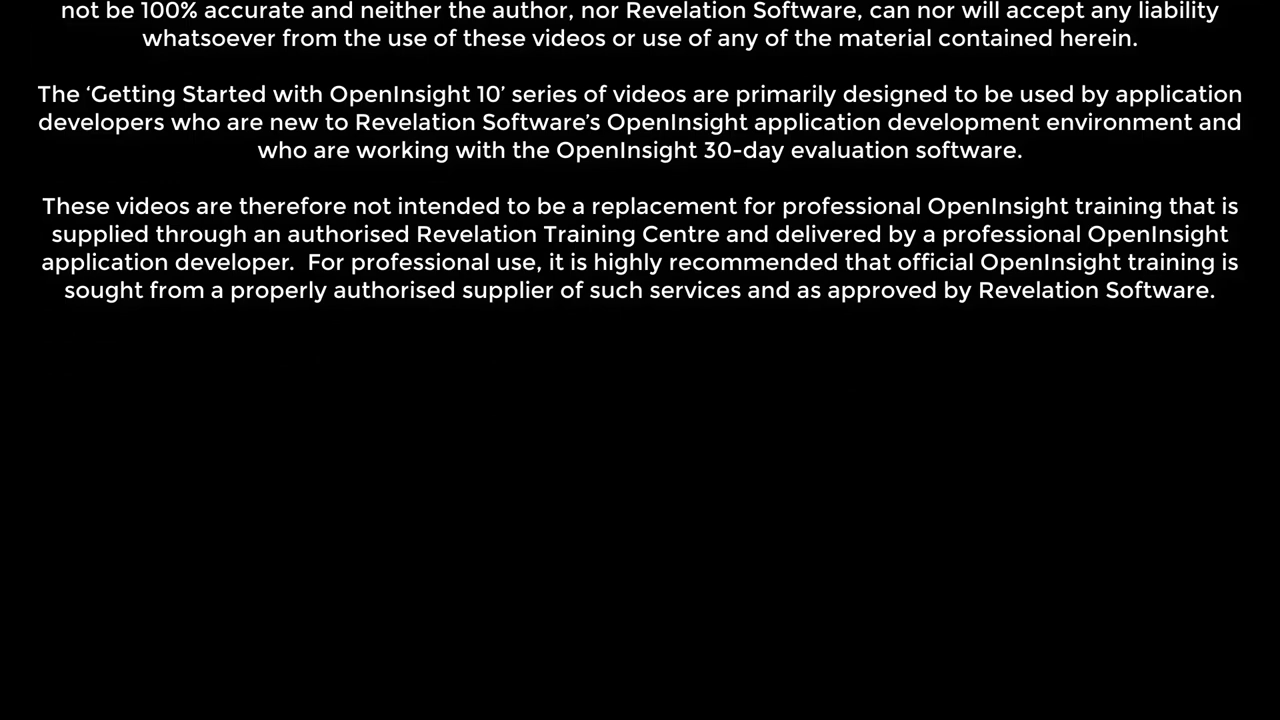 not be 100% accurate and neither the author, nor Revelation Software, can nor will accept any liability
whatsoever from the use of these videos or use of any of the material contained herein.
The ‘Getting Started with OpenInsight 10’ series of videos are primarily designed to be used by application
developers who are new to Revelation Software’s OpenInsight application development environment and
who are working with the OpenInsight 30-day evaluation software.
These videos are therefore not intended to be a replacement for professional OpenInsight training that is
supplied through an authorised Revelation Training Centre and delivered by a professional OpenInsight
application developer.  For professional use, it is highly recommended that official OpenInsight training is
sought from a properly authorised supplier of such services and as approved by Revelation Software.